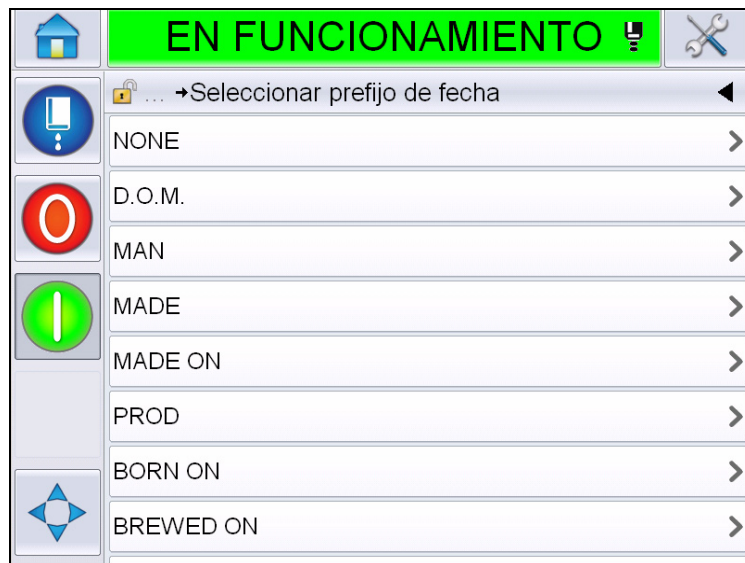 EN FUNCIONAMIENTO
... →Seleccionar prefijo de fecha
NONE
D.O.M.
MAN
MADE
MADE ON
PROD
BORN ON
BREWED ON